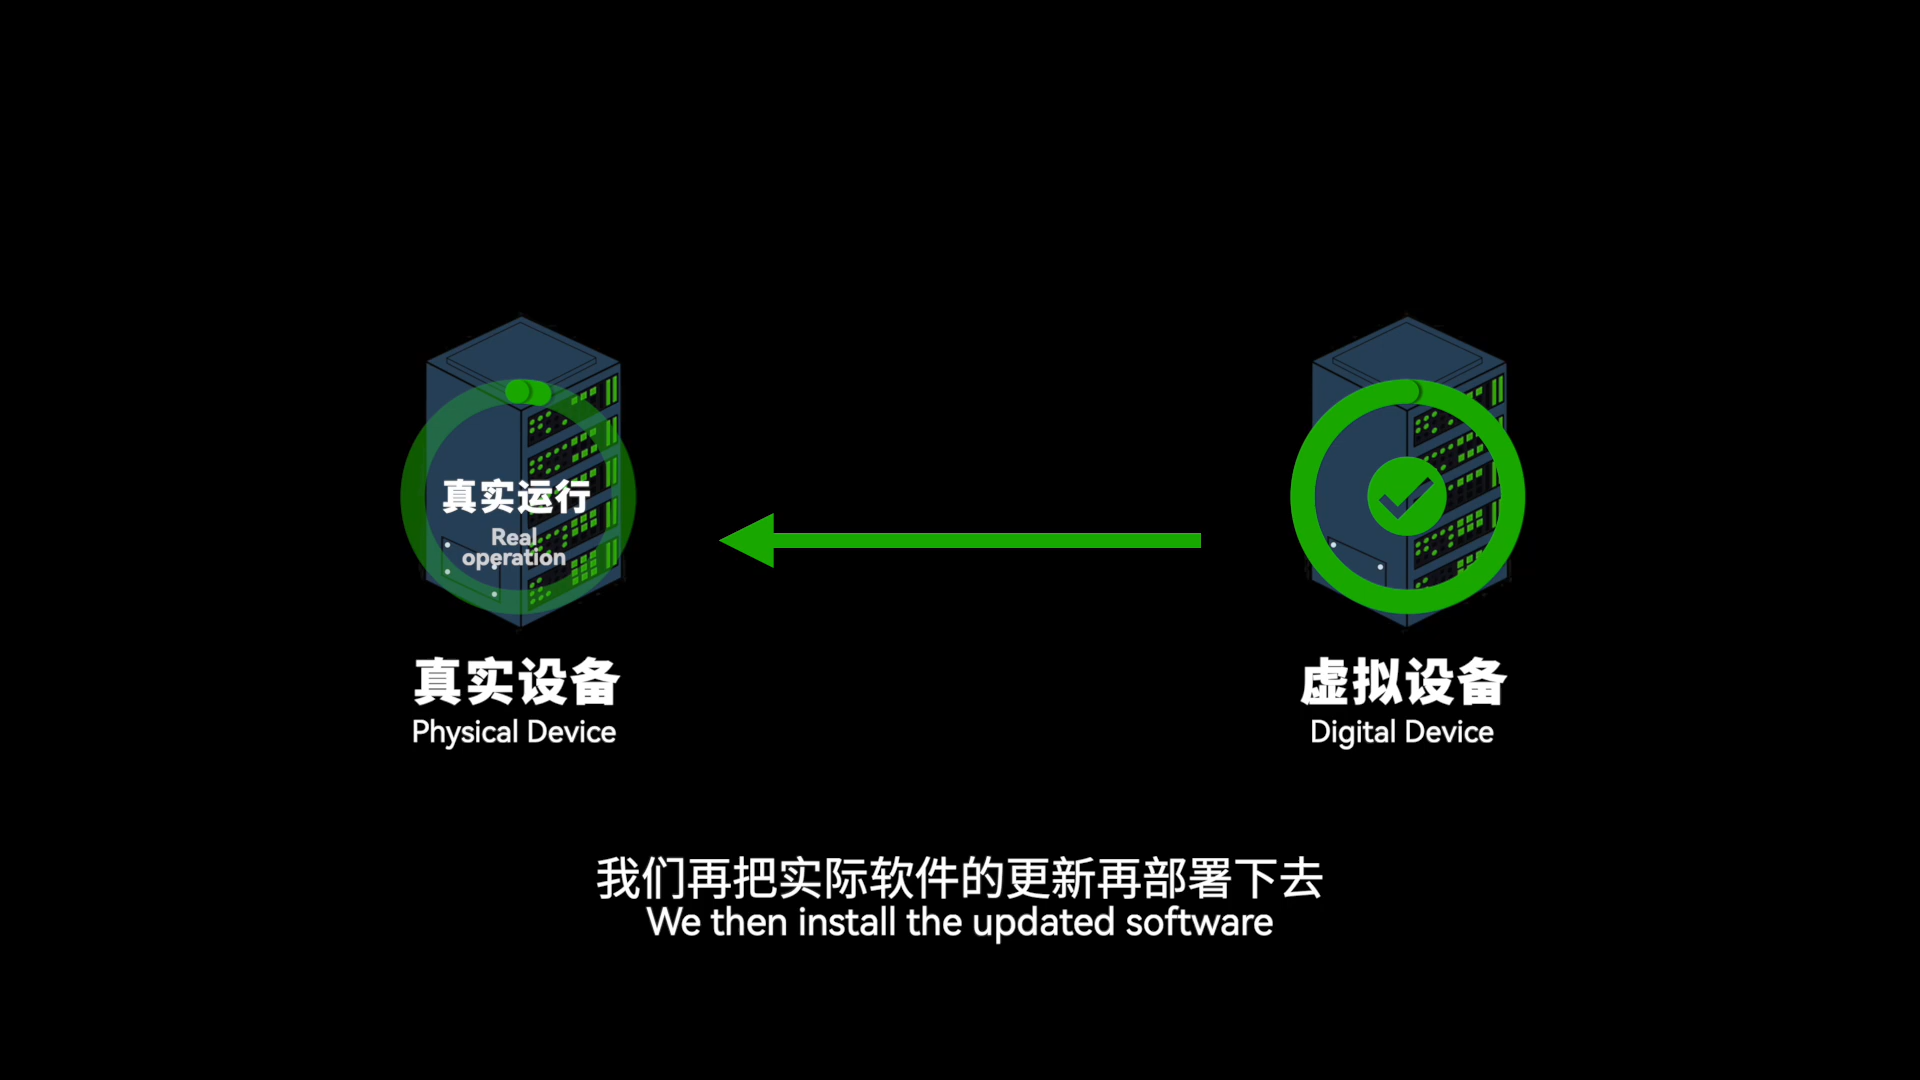 真实运行
Real
operation
真实设备
Physical Device
虚拟设备
Digital Device
我们再把实际软件的更新再部署下去
We then install the updated software